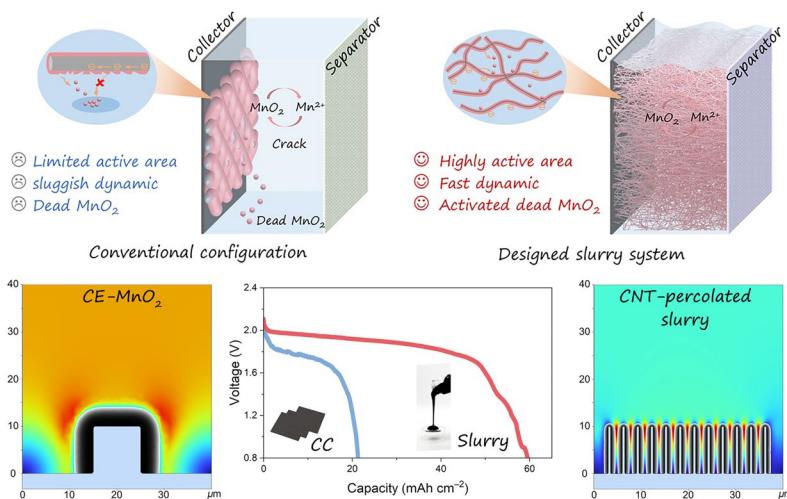 Collector
Separator
MnO₂
Mn²⁺
Crack
Dead MnO₂
Limited active area
sluggish dynamic
Dead MnO₂
Conventional configuration
Collector
Separator
MnO₂
Mn²⁺
Highly active area
Fast dynamic
Activated dead MnO₂
Designed slurry system
CE-MnO₂
40
30
20
10
0
0
10
20
30
μm
Voltage (V)
2.4
2.0
1.6
1.2
0.8
CC
Slurry
0
20
40
60
Capacity (mAh cm⁻²)
CNT-percolated
slurry
40
30
20
10
0
0
10
20
30
40
μm